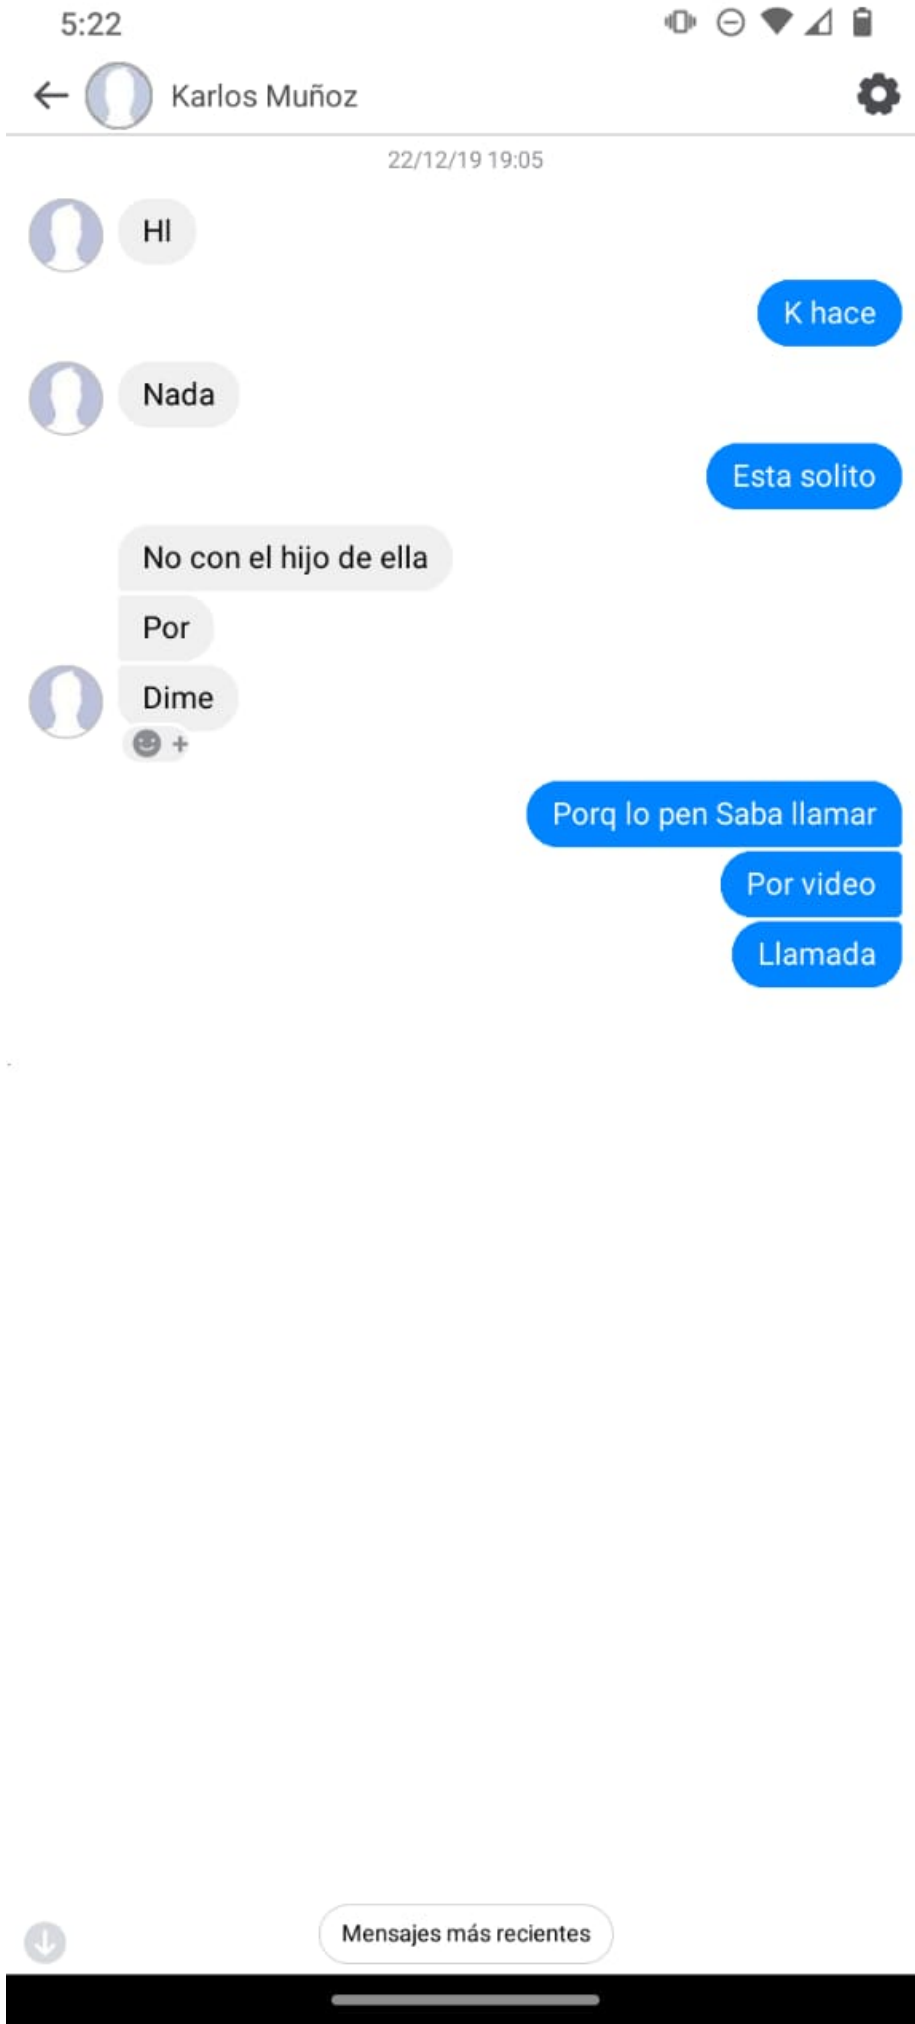 5:22
Karlos Muñoz
22/12/19 19:05
HI
K hace
Nada
Esta solito
No con el hijo de ella
Por
Dime
Porq lo pen Saba llamar
Por video
Llamada
Mensajes más recientes